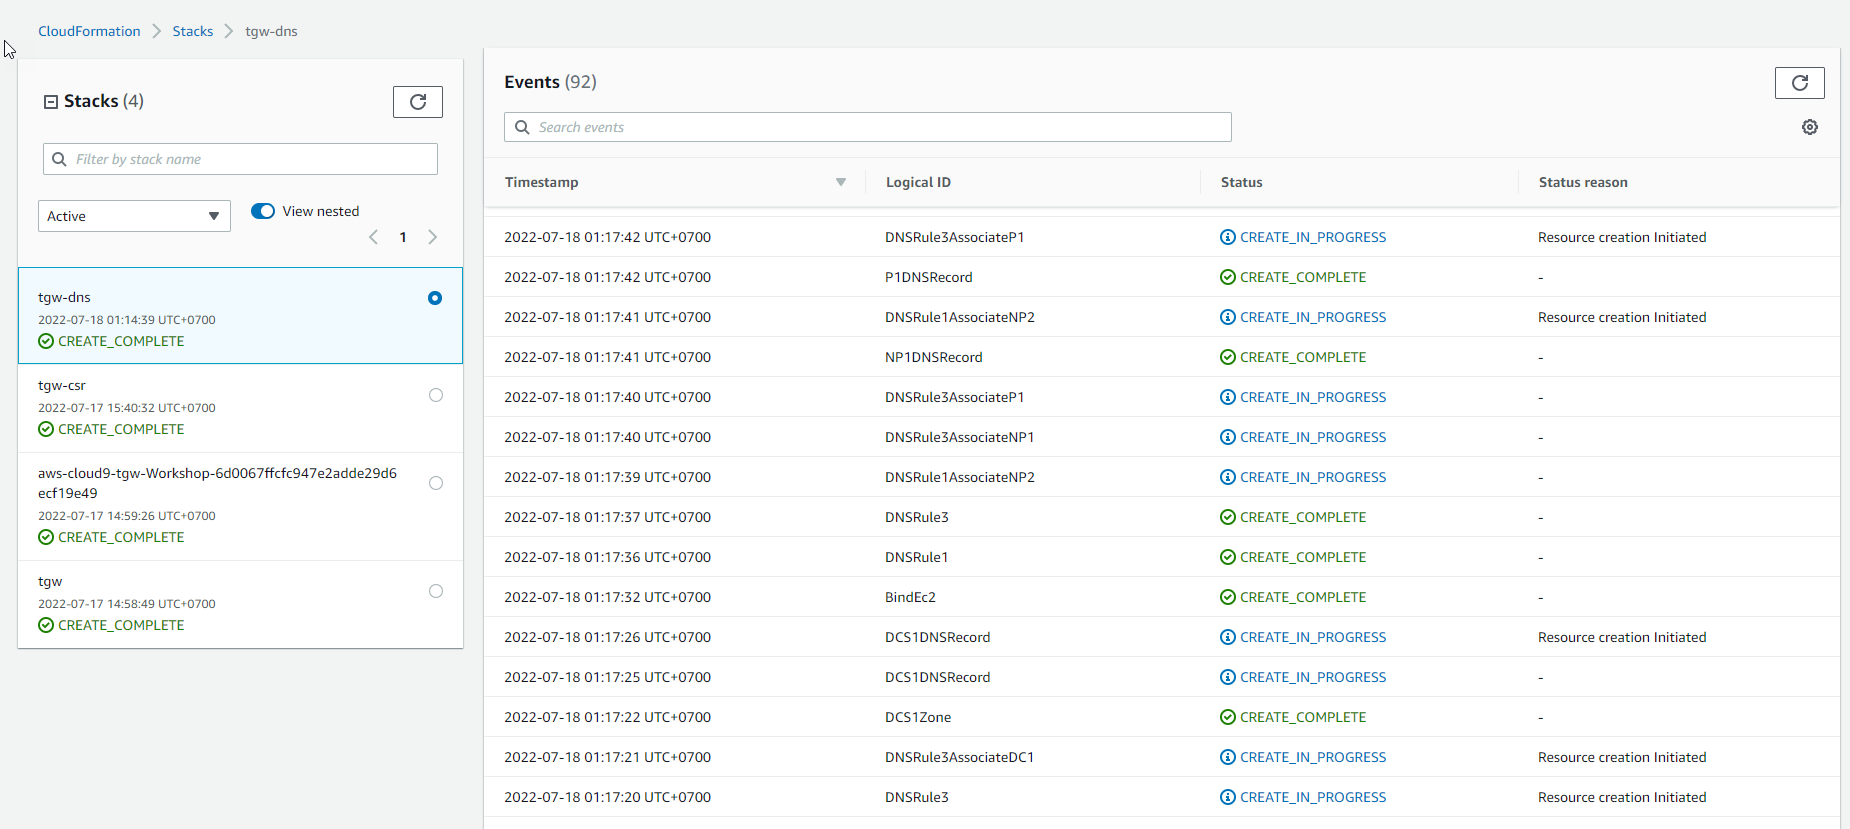 CloudFormation > Stacks > tgw-dns
Stacks (4)
Filter by stack name
Active
View nested
1
tgw-dns
2022-07-18 01:14:39 UTC+0700
CREATE_COMPLETE
tgw-csr
2022-07-17 15:40:32 UTC+0700
CREATE_COMPLETE
aws-cloud9-tgw-Workshop-6d0067ffcfc947e2adde29d6
ecf19e49
2022-07-17 14:59:26 UTC+0700
CREATE_COMPLETE
tgw
2022-07-17 14:58:49 UTC+0700
CREATE_COMPLETE
Events (92)
Search events
Timestamp Logical ID Status Status reason
2022-07-18 01:17:42 UTC+0700 DNSRule3AssociateP1 CREATE_IN_PROGRESS Resource creation Initiated
2022-07-18 01:17:42 UTC+0700 P1DNSRecord CREATE_COMPLETE -
2022-07-18 01:17:41 UTC+0700 DNSRule1AssociateNP2 CREATE_IN_PROGRESS Resource creation Initiated
2022-07-18 01:17:41 UTC+0700 NP1DNSRecord CREATE_COMPLETE -
2022-07-18 01:17:40 UTC+0700 DNSRule3AssociateP1 CREATE_IN_PROGRESS -
2022-07-18 01:17:40 UTC+0700 DNSRule3AssociateNP1 CREATE_IN_PROGRESS -
2022-07-18 01:17:39 UTC+0700 DNSRule1AssociateNP2 CREATE_IN_PROGRESS -
2022-07-18 01:17:37 UTC+0700 DNSRule3 CREATE_COMPLETE -
2022-07-18 01:17:36 UTC+0700 DNSRule1 CREATE_COMPLETE -
2022-07-18 01:17:32 UTC+0700 BindEc2 CREATE_COMPLETE -
2022-07-18 01:17:26 UTC+0700 DCS1DNSRecord CREATE_IN_PROGRESS Resource creation Initiated
2022-07-18 01:17:25 UTC+0700 DCS1DNSRecord CREATE_IN_PROGRESS -
2022-07-18 01:17:22 UTC+0700 DCS1Zone CREATE_COMPLETE -
2022-07-18 01:17:21 UTC+0700 DNSRule3AssociateDC1 CREATE_IN_PROGRESS Resource creation Initiated
2022-07-18 01:17:20 UTC+0700 DNSRule3 CREATE_IN_PROGRESS Resource creation Initiated